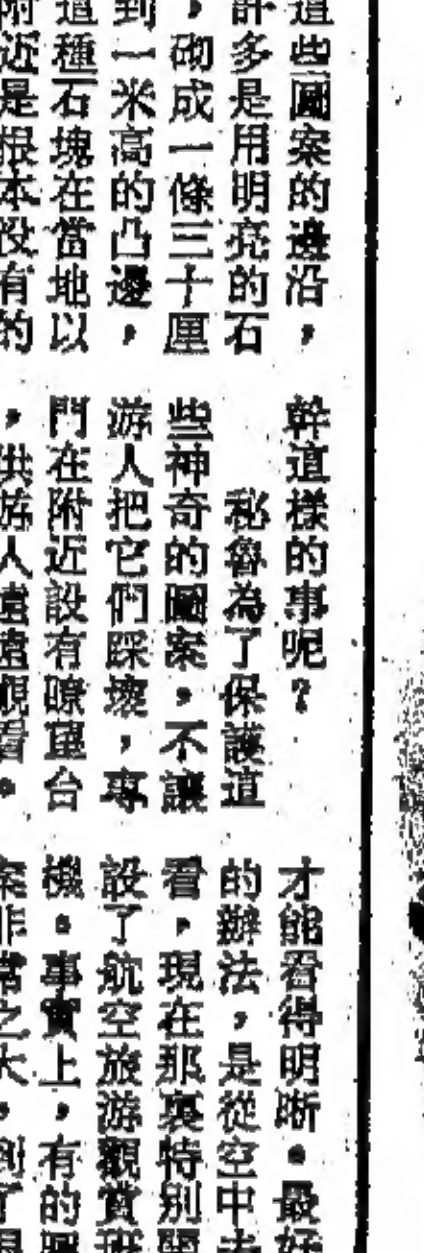 這些圖案的邊沿，
許多是用明亮的石
，砌成一條三十厘
到一米高的凸邊，
這種石塊在當地以
附近是根本沒有的
幹這樣的事呢？
秘魯為了保護這
些神奇的圖案，不讓
游人把它們踩壞，專
門在附近設有瞭望台
，供游人遠遠觀看。
才能看得明晰。最好
的辦法，是從空中去
看，現在那裏特別開
設了航空旅游觀賞班
機。事實上，有的圖
案非常之大，到了